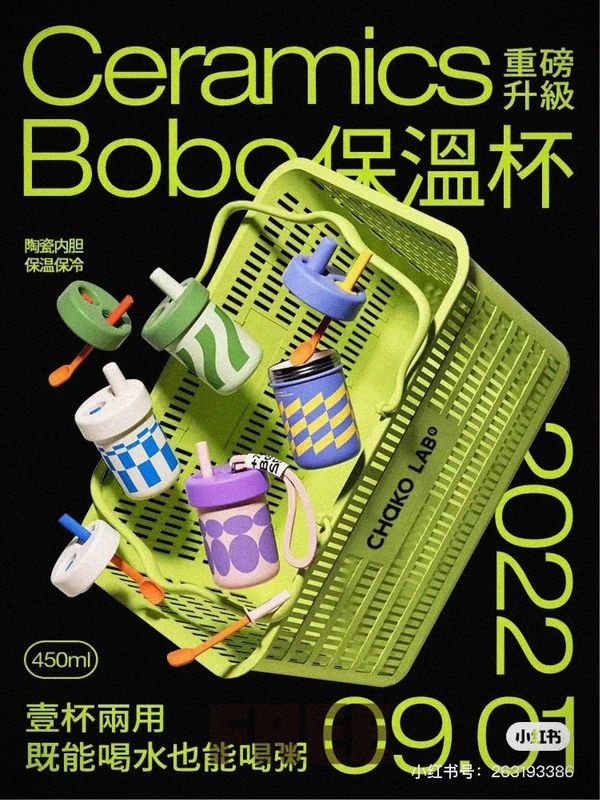 Ceramics
重磅
升級
Bobo保溫杯
陶瓷内胆
保温保冷
CHAKO LAB®
2022
450ml
壹杯兩用
既能喝水也能喝粥
09.01
小红书
小红书号：263193386